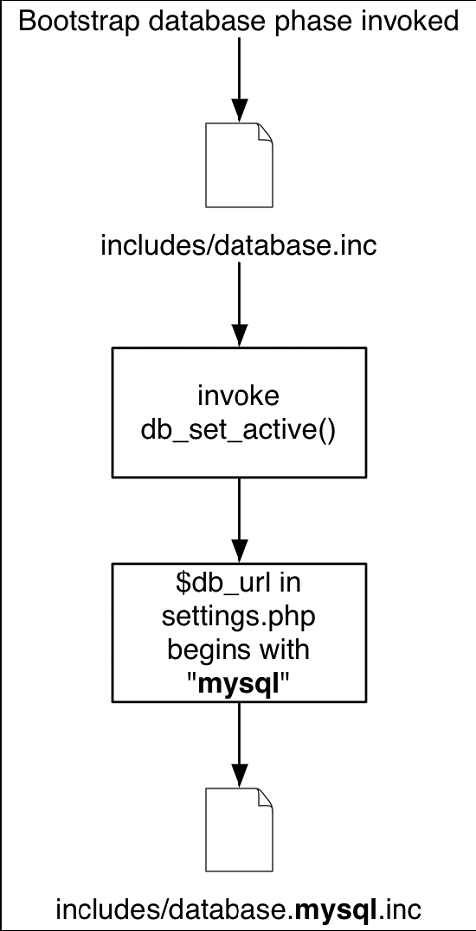 Bootstrap database phase invoked
includes/database.inc
invoke
db_set_active()
$db_url in
settings.php
begins with
"mysql"
includes/database.mysql.inc